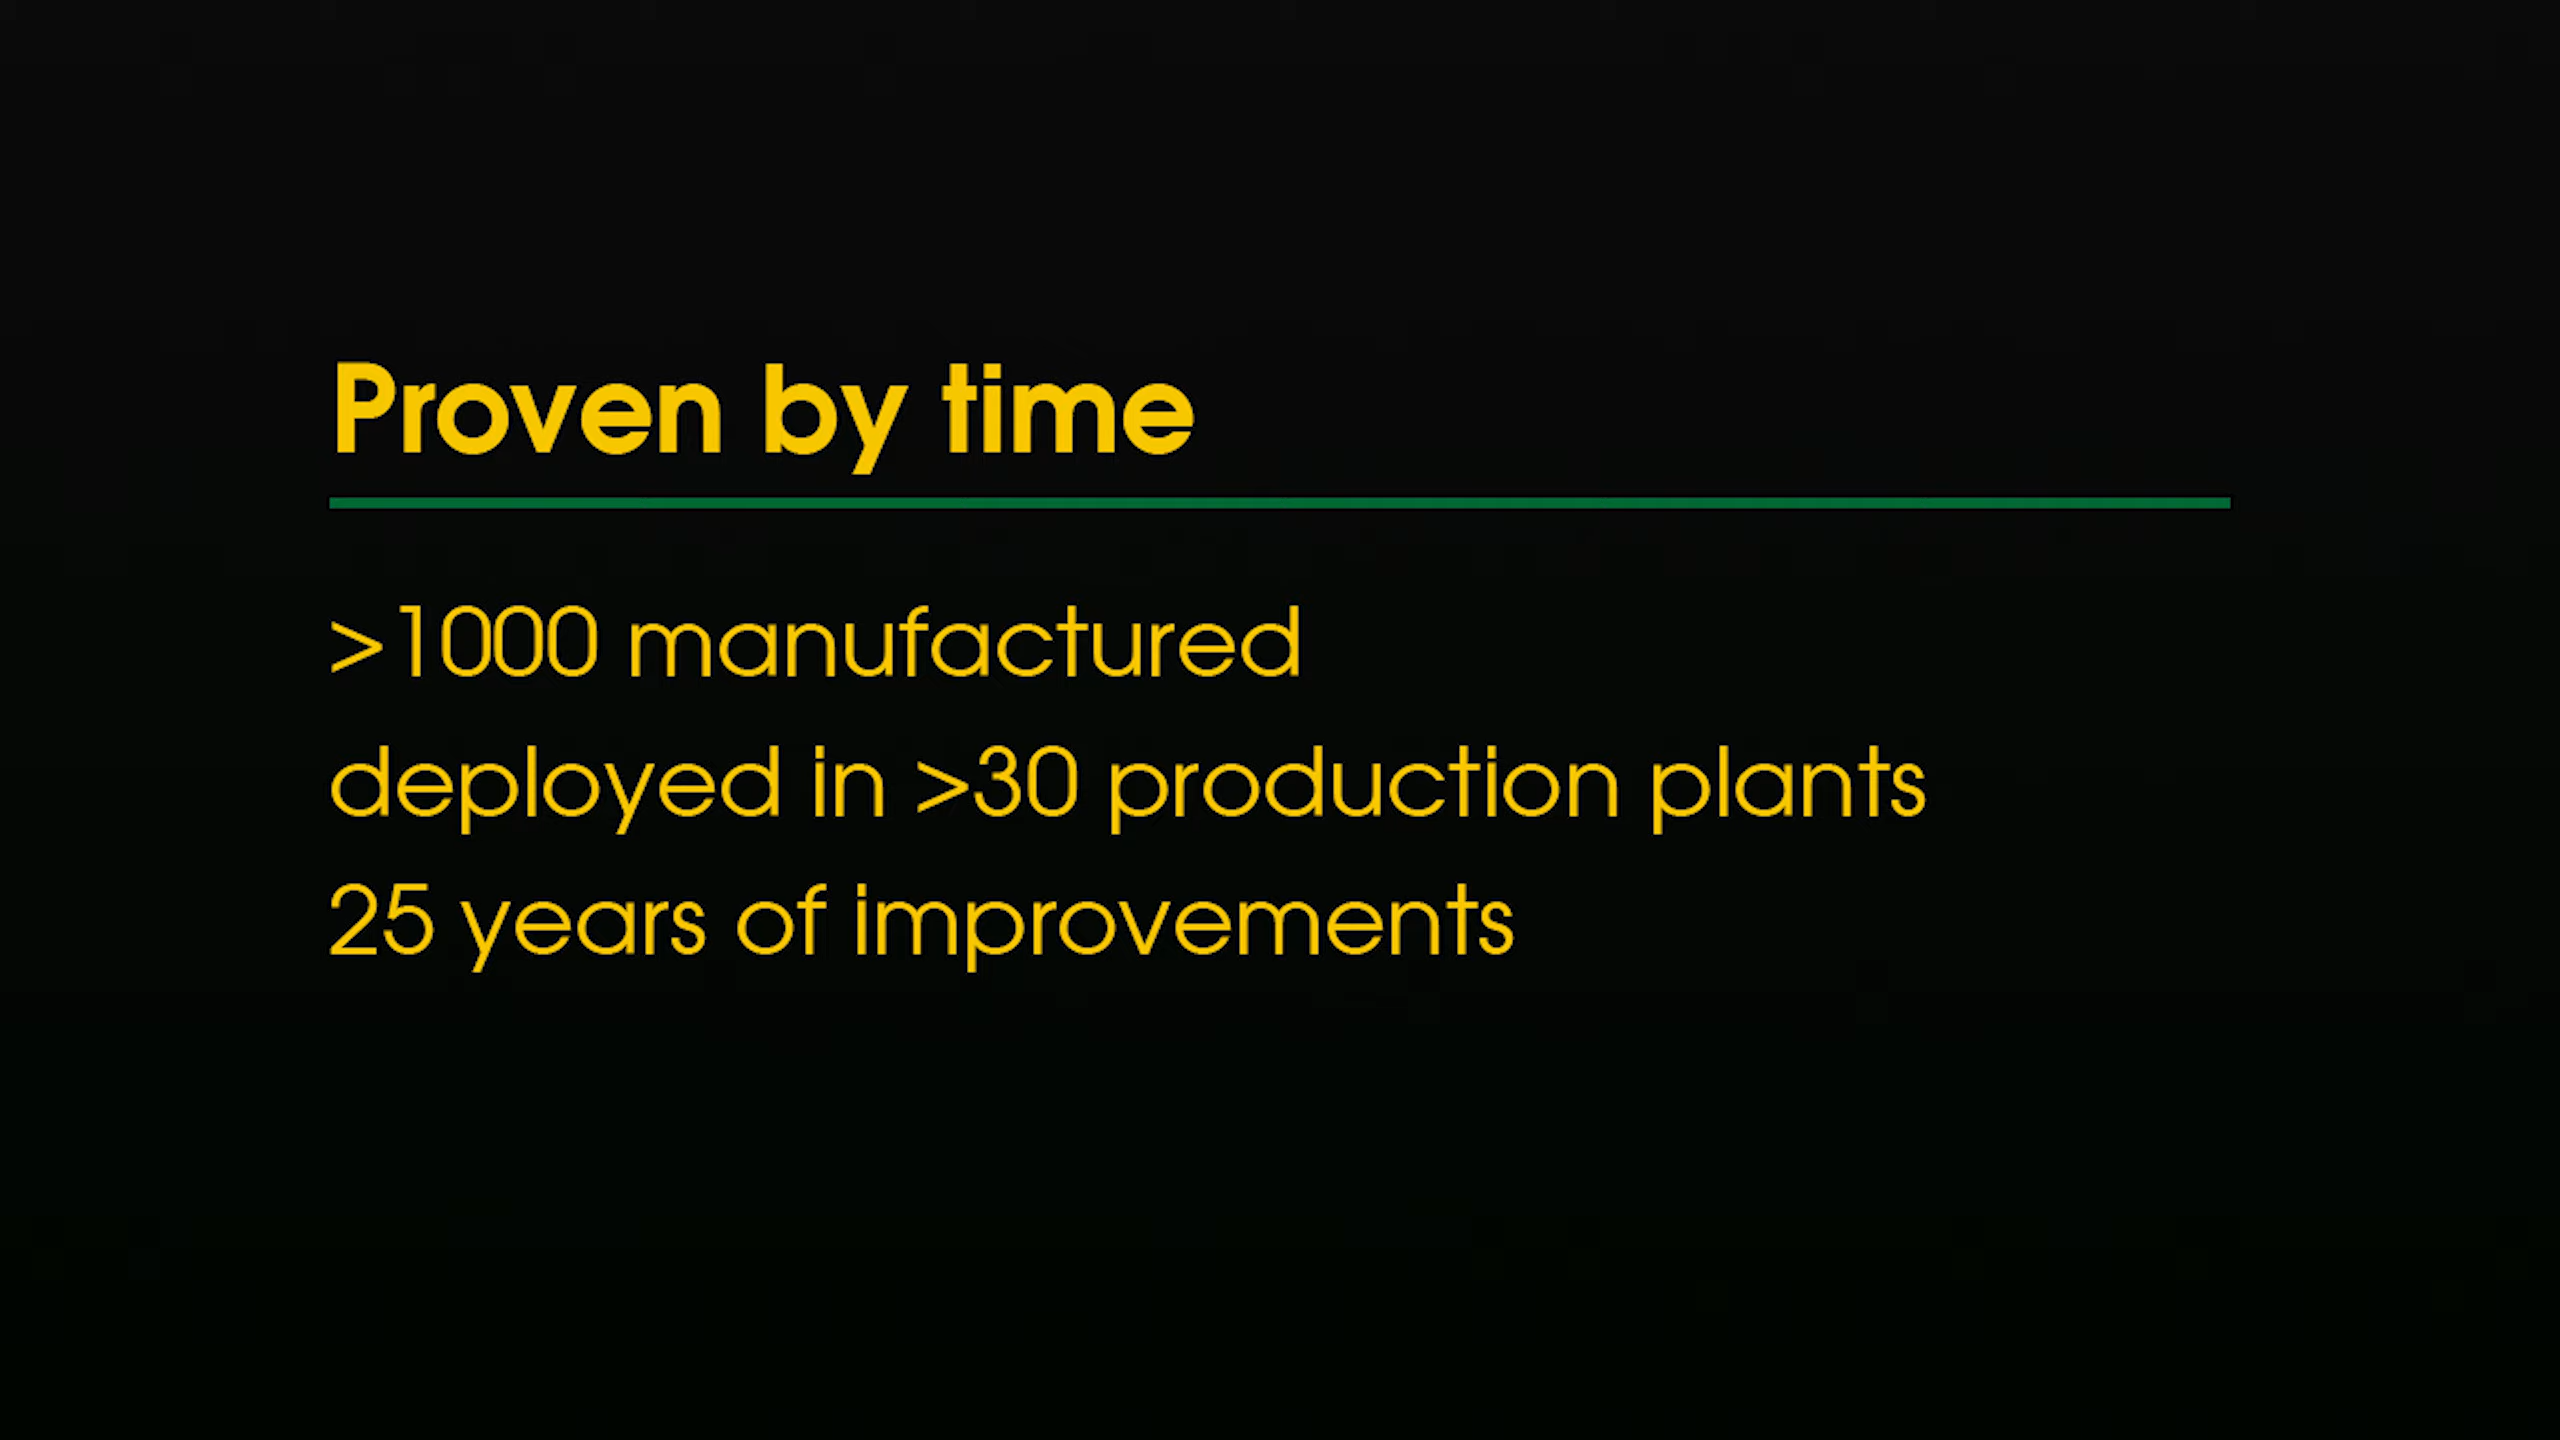 Proven by time
>1000 manufactured
deployed in >30 production plants
25 years of improvements